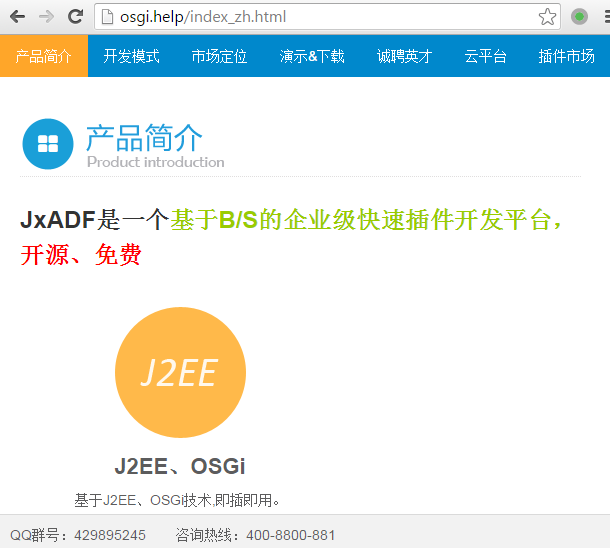 osgi.help/index_zh.html
产品简介 开发模式 市场定位 演示&下载 诚聘英才 云平台 插件市场
产品简介
Product introduction
JxADF是一个基于B/S的企业级快速插件开发平台，
开源、免费
J2EE
J2EE、OSGi
基于J2EE、OSGi技术,即插即用。
QQ群号：429895245 咨询热线：400-8800-881